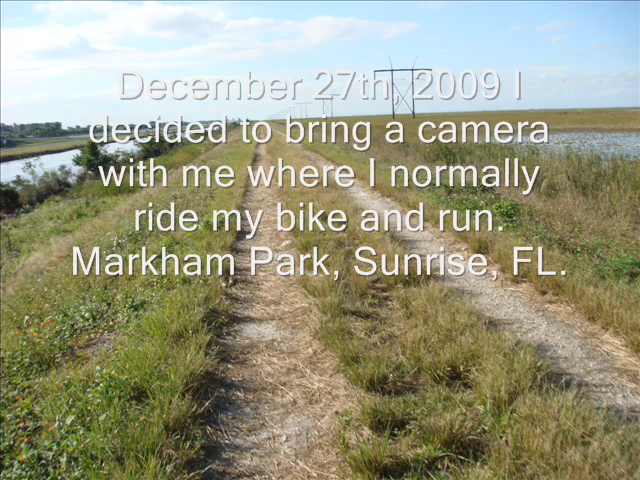 December 27th, 2009 I
decided to bring a camera
with me where I normally
ride my bike and run.
Markham Park, Sunrise, FL.